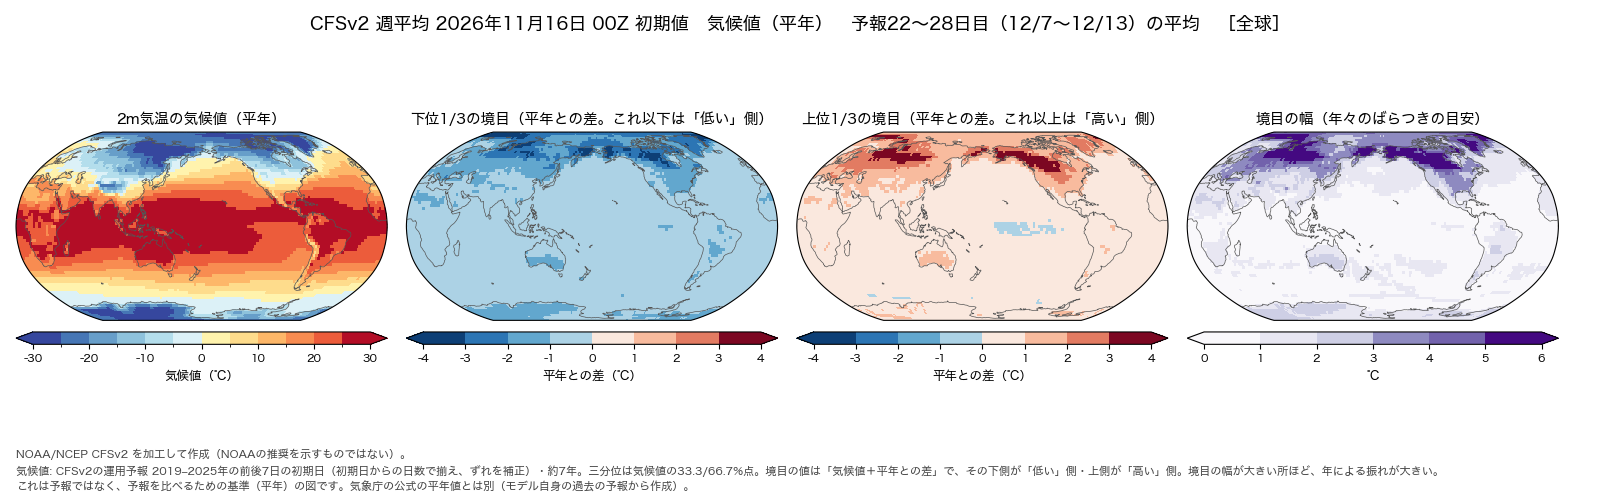 CFSv2 週平均 2026年11月16日 00Z 初期値　気候値（平年）　予報22〜28日目（12/7〜12/13）の平均　［全球］
2m気温の気候値（平年）
下位1/3の境目（平年との差。これ以下は「低い」側）
上位1/3の境目（平年との差。これ以上は「高い」側）
境目の幅（年々のばらつきの目安）
-30 -20 -10 0 10 20 30
-4 -3 -2 -1 0 1 2 3 4
-4 -3 -2 -1 0 1 2 3 4
0 1 2 3 4 5 6
気候値（℃）
平年との差（℃）
平年との差（℃）
℃
NOAA/NCEP CFSv2 を加工して作成（NOAAの推奨を示すものではない）。
気候値: CFSv2の運用予報 2019–2025年の前後7日の初期日（初期日からの日数で揃え、ずれを補正）・約7年。三分位は気候値の33.3/66.7%点。境目の値は「気候値＋平年との差」で、その下側が「低い」側・上側が「高い」側。境目の幅が大きい所ほど、年による振れが大きい。
これは予報ではなく、予報を比べるための基準（平年）の図です。気象庁の公式の平年値とは別（モデル自身の過去の予報から作成）。